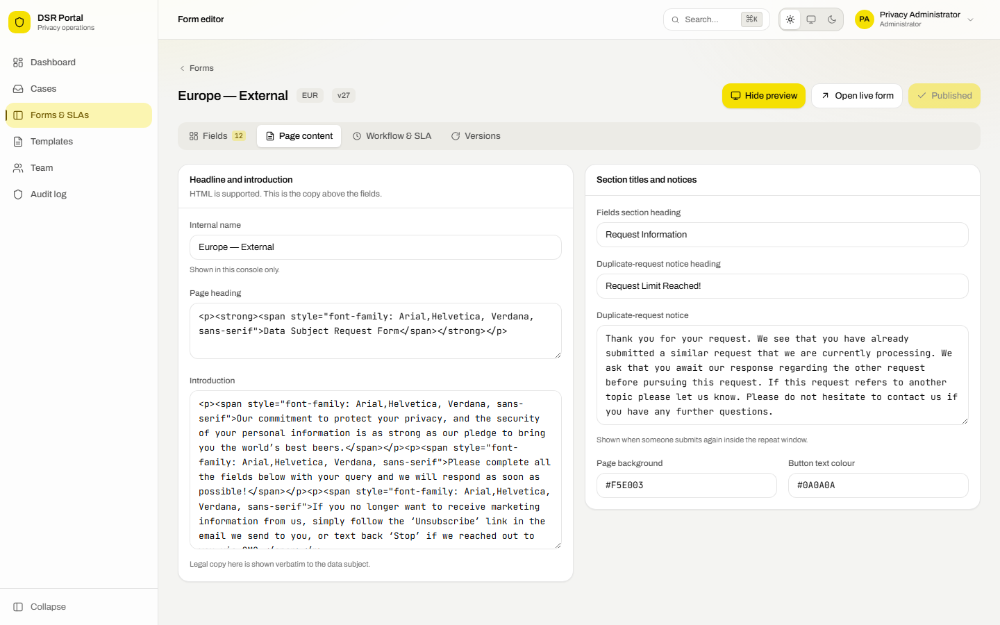 DSR Portal
Privacy operations
Dashboard
Cases
Forms & SLAs
Templates
Team
Audit log
Collapse
Form editor
Search...
⌘K
PA
Privacy Administrator
Administrator
Forms
Europe — External
EUR
v27
Hide preview
Open live form
Published
Fields
12
Page content
Workflow & SLA
Versions
Headline and introduction
HTML is supported. This is the copy above the fields.
Internal name
Europe — External
Shown in this console only.
Page heading
<p><strong><span style="font-family: Arial,Helvetica, Verdana,
sans-serif">Data Subject Request Form</span></strong></p>
Introduction
<p><span style="font-family: Arial,Helvetica, Verdana, sans-
serif">Our commitment to protect your privacy, and the security
of your personal information is as strong as our pledge to bring
you the world’s best beers.</span></p><p><span style="font-
family: Arial,Helvetica, Verdana, sans-serif">Please complete all
the fields below with your query and we will respond as soon as
possible!</span></p><p><span style="font-family: Arial,Helvetica,
Verdana, sans-serif">If you no longer want to receive marketing
information from us, simply follow the ‘Unsubscribe’ link in the
email we send to you, or text back ‘Stop’ if we reached out to
Legal copy here is shown verbatim to the data subject.
Section titles and notices
Fields section heading
Request Information
Duplicate-request notice heading
Request Limit Reached!
Duplicate-request notice
Thank you for your request. We see that you have already
submitted a similar request that we are currently processing. We
ask that you await our response regarding the other request
before pursuing this request. If this request refers to another
topic please let us know. Please do not hesitate to contact us if
you have any further questions.
Shown when someone submits again inside the repeat window.
Page background
#F5E003
Button text colour
#0A0A0A